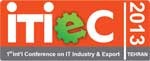 iTieC
2013
1st Int'l Conference on IT Industry & Export
TEHRAN